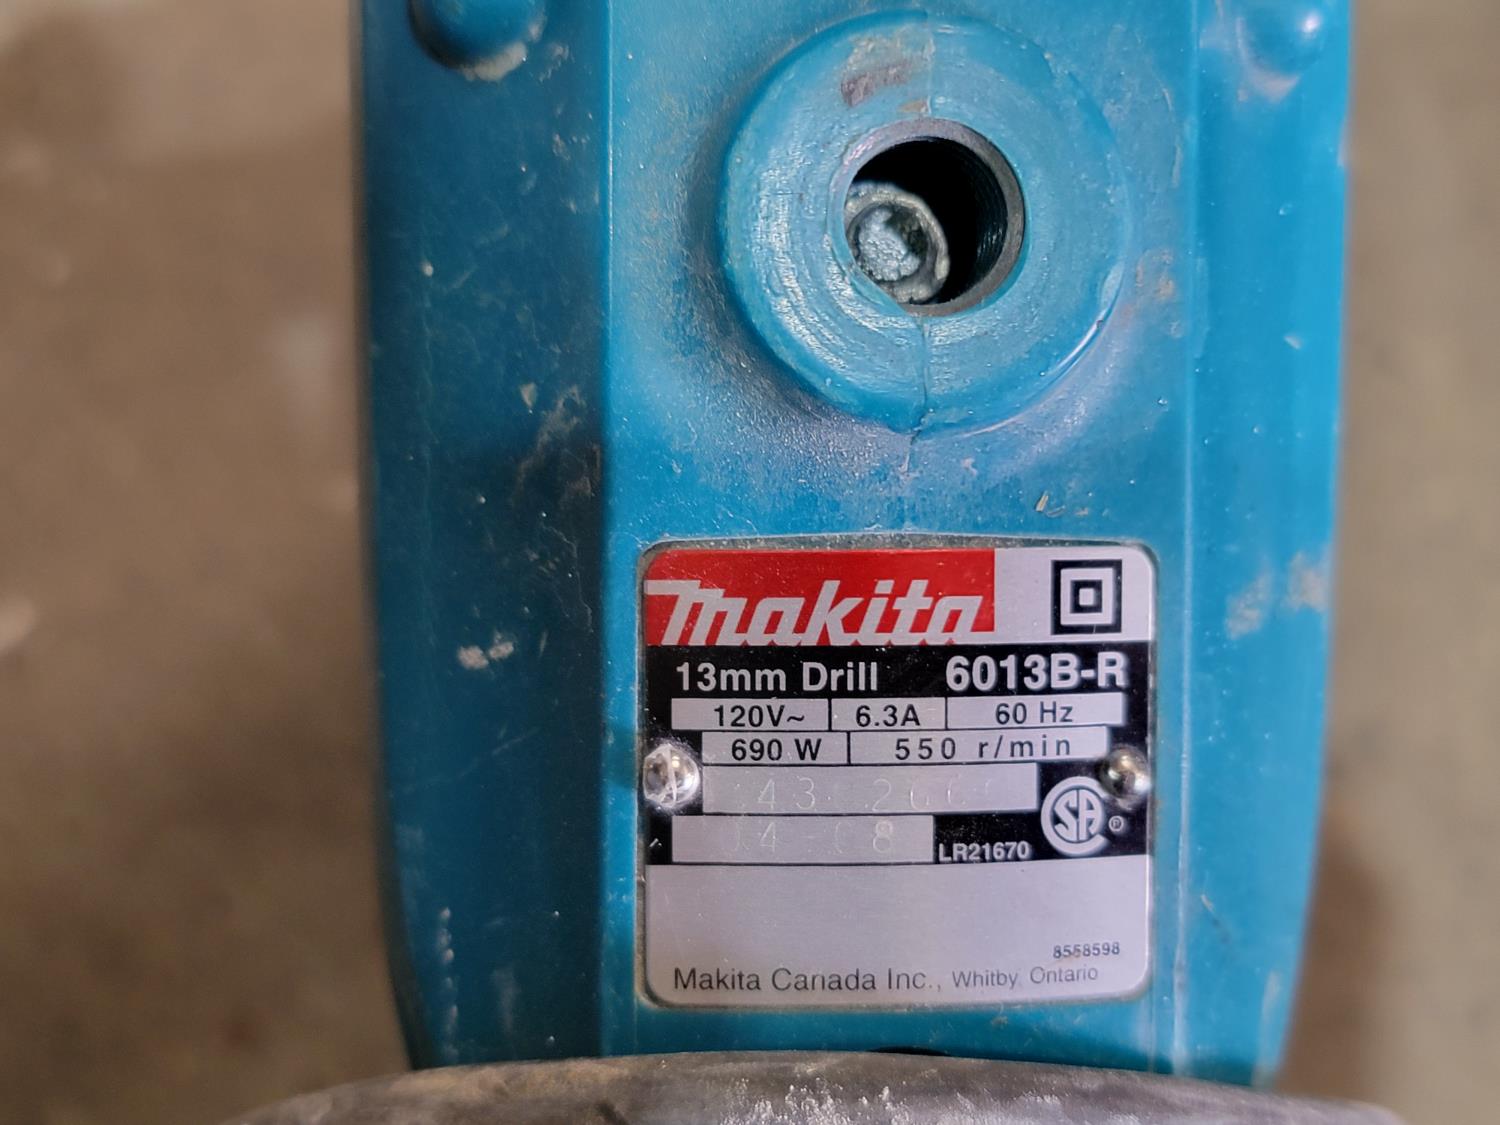 makita
13mm Drill 6013B-R
120V~ 6.3A 60 Hz
690 W 550 r/min
LR21670
8558598
Makita Canada Inc., Whitby, Ontario